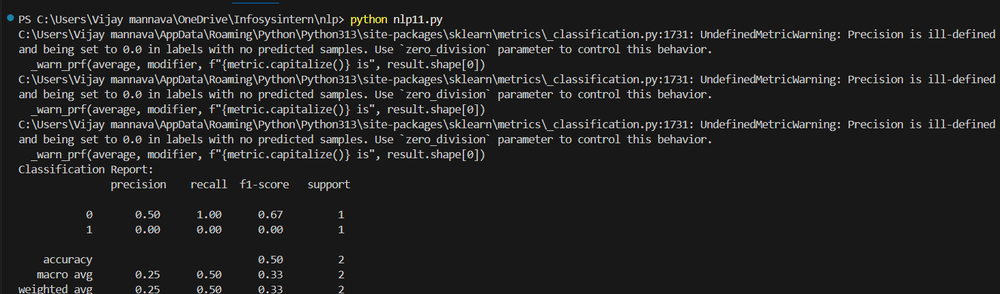 PS C:\Users\Vijay mannava\OneDrive\Infosysintern\nlp> python nlp11.py
C:\Users\Vijay mannava\AppData\Roaming\Python\Python313\site-packages\sklearn\metrics\_classification.py:1731: UndefinedMetricWarning: Precision is ill-defined
and being set to 0.0 in labels with no predicted samples. Use `zero_division` parameter to control this behavior.
  _warn_prf(average, modifier, f"{metric.capitalize()} is", result.shape[0])
C:\Users\Vijay mannava\AppData\Roaming\Python\Python313\site-packages\sklearn\metrics\_classification.py:1731: UndefinedMetricWarning: Precision is ill-defined
and being set to 0.0 in labels with no predicted samples. Use `zero_division` parameter to control this behavior.
  _warn_prf(average, modifier, f"{metric.capitalize()} is", result.shape[0])
C:\Users\Vijay mannava\AppData\Roaming\Python\Python313\site-packages\sklearn\metrics\_classification.py:1731: UndefinedMetricWarning: Precision is ill-defined
and being set to 0.0 in labels with no predicted samples. Use `zero_division` parameter to control this behavior.
  _warn_prf(average, modifier, f"{metric.capitalize()} is", result.shape[0])
Classification Report:
               precision    recall  f1-score   support
           0       0.50      1.00      0.67         1
           1       0.00      0.00      0.00         1
    accuracy                           0.50         2
   macro avg       0.25      0.50      0.33         2
weighted avg       0.25      0.50      0.33         2